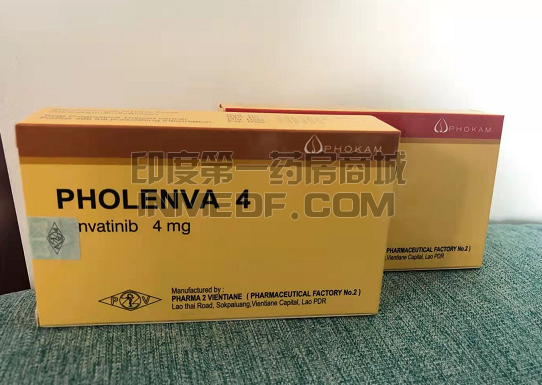 PHOKAM
PHOLENVA 4
nvatinib 4 mg
Manufactured by :
PHARMA 2 VIENTIANE ( PHARMACEUTICAL FACTORY No.2 )
Lao thai Road, Sokpaluang,Vientiane Capital, Lao PDR
P V
PHOKAM
PHARMACEUTICAL FACTORY No.2 )
Capital, Lao PDR
印度第一药房商城
INVEDF.COM